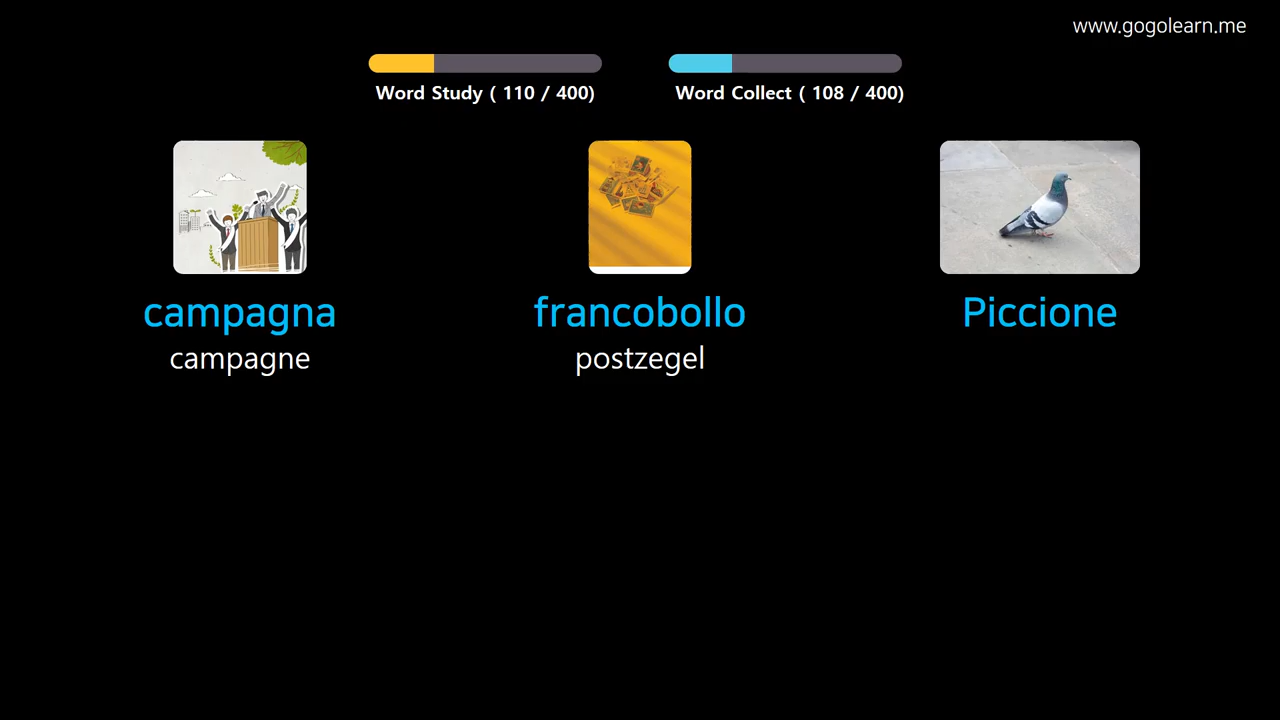 www.gogolearn.me
Word Study ( 110 / 400)
Word Collect ( 108 / 400)
campagna
francobollo
Piccione
campagne
postzegel